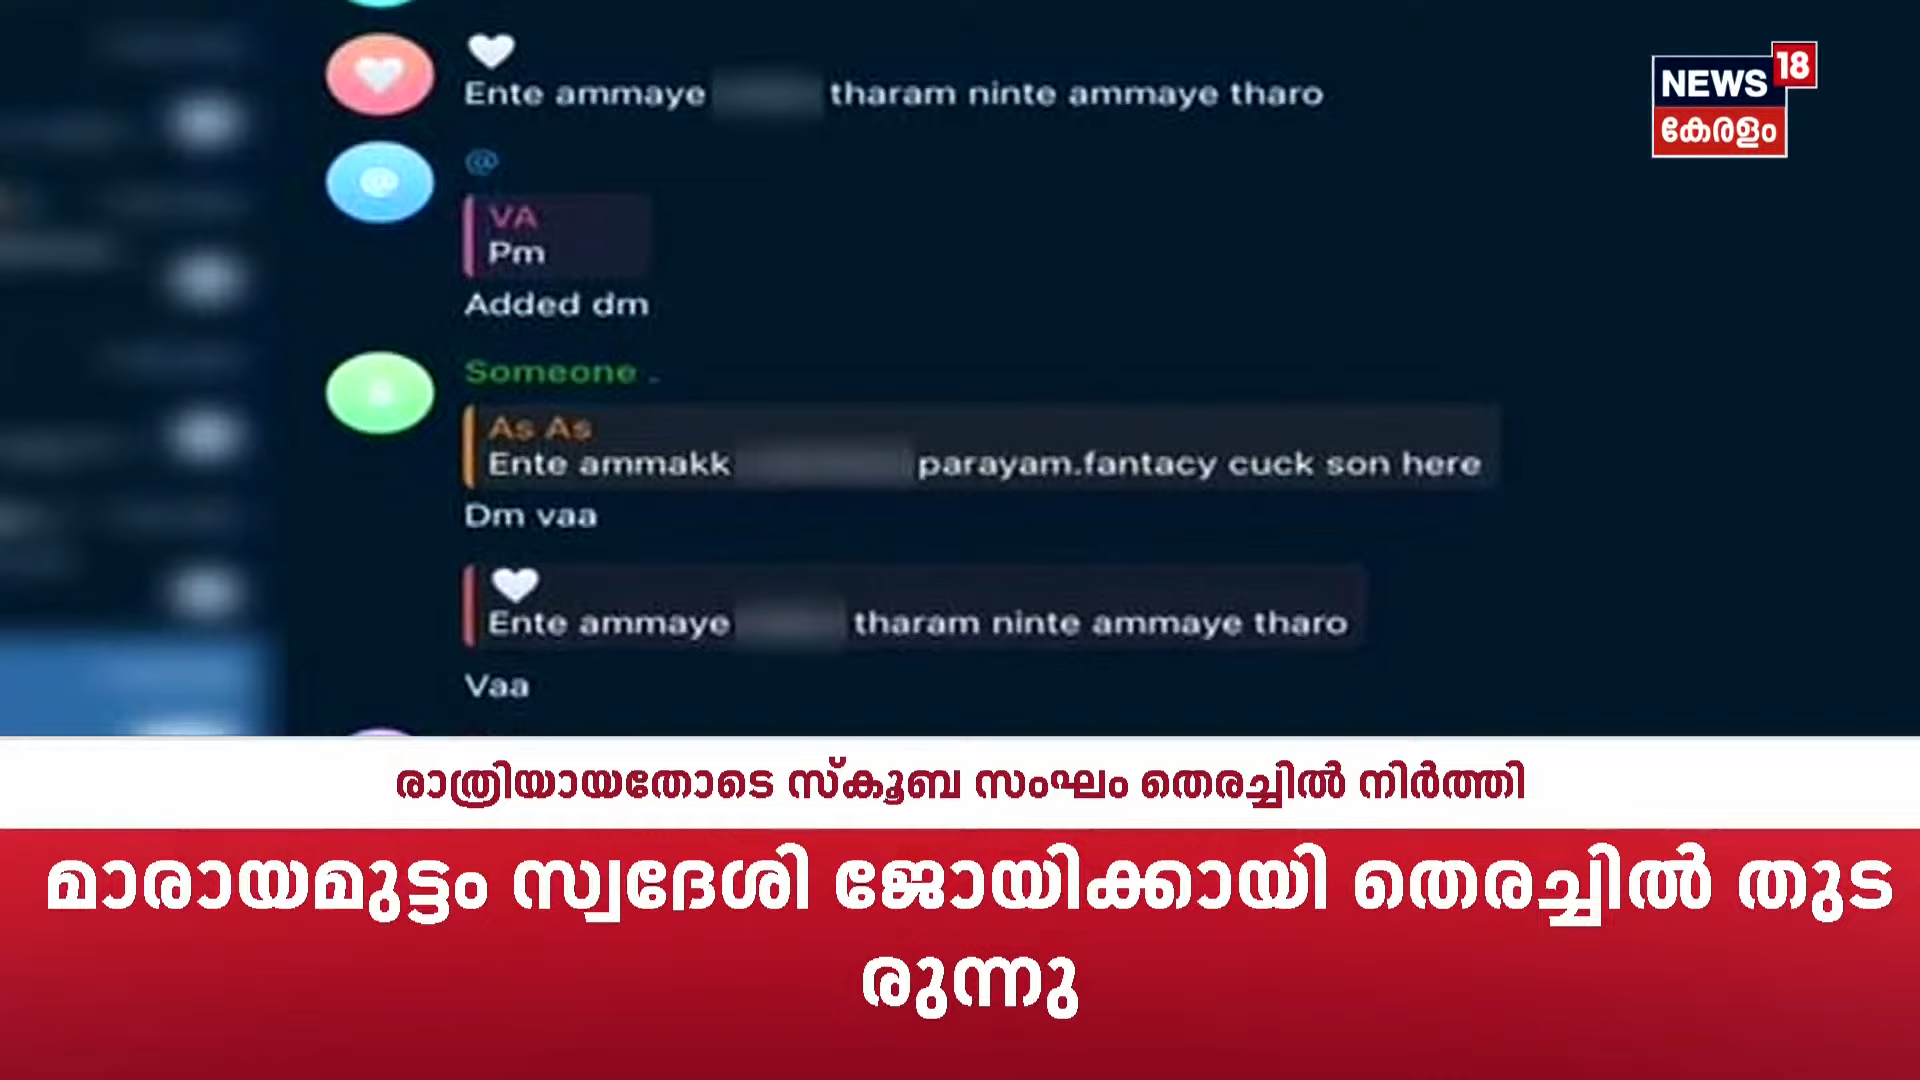 NEWS 18
കേരളം
Ente ammaye tharam ninte ammaye tharo
@
VA
Pm
Added dm
Someone .
As As
Ente ammakk parayam.fantacy cuck son here
Dm vaa
Ente ammaye tharam ninte ammaye tharo
Vaa
രാത്രിയായതോടെ സ്കൂബ സംഘം തെരച്ചിൽ നിർത്തി
മാരായമുട്ടം സ്വദേശി ജോയിക്കായി തെരച്ചിൽ തുട
രുന്നു